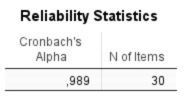 Reliability Statistics
Cronbach's
Alpha N of Items
,989 30